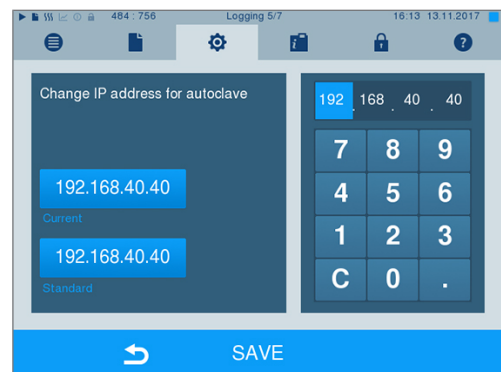 484 : 756 Logging 5/7 16:13 13.11.2017
i
?
Change IP address for autoclave
192.168.40.40
Current
192.168.40.40
Standard
192 . 168 . 40 . 40
7 8 9
4 5 6
1 2 3
C 0 .
SAVE